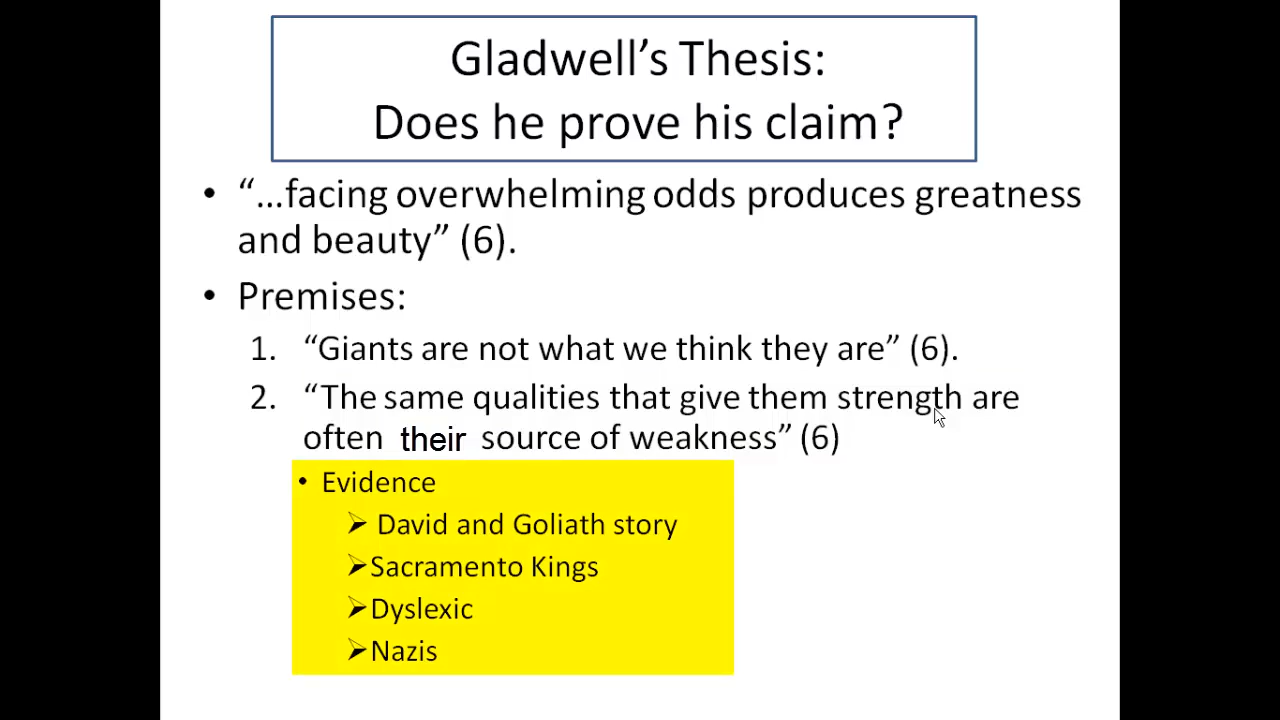 Gladwell’s Thesis:
Does he prove his claim?
• “…facing overwhelming odds produces greatness
and beauty” (6).
• Premises:
1. “Giants are not what we think they are” (6).
2. “The same qualities that give them strength are
often their source of weakness” (6)
• Evidence
➢ David and Goliath story
➢Sacramento Kings
➢Dyslexic
➢Nazis